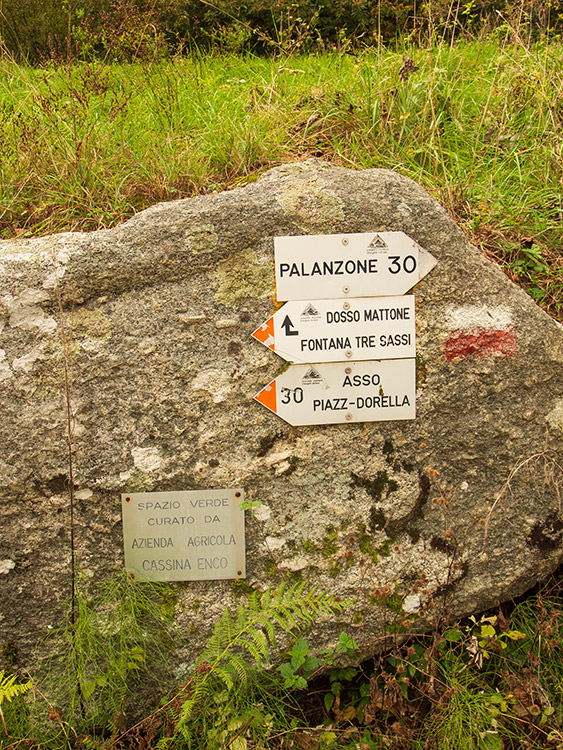 PALANZONE 30
DOSSO MATTONE
FONTANA TRE SASSI
30 ASSO
PIAZZ-DORELLA
SPAZIO VERDE
CURATO DA
AZIENDA AGRICOLA
CASSINA ENCO